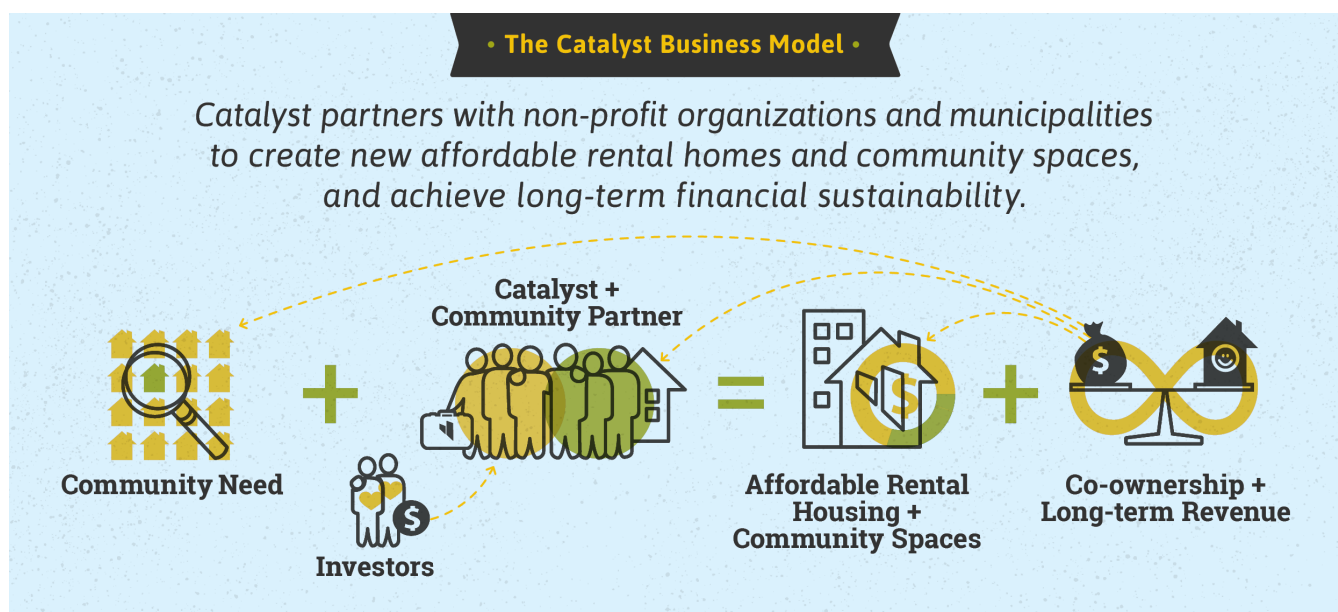 • The Catalyst Business Model •
Catalyst partners with non-profit organizations and municipalities
to create new affordable rental homes and community spaces,
and achieve long-term financial sustainability.
Catalyst +
Community Partner
+
=
$
+
$
Community Need
$
Investors
Affordable Rental
Housing +
Community Spaces
Co-ownership +
Long-term Revenue